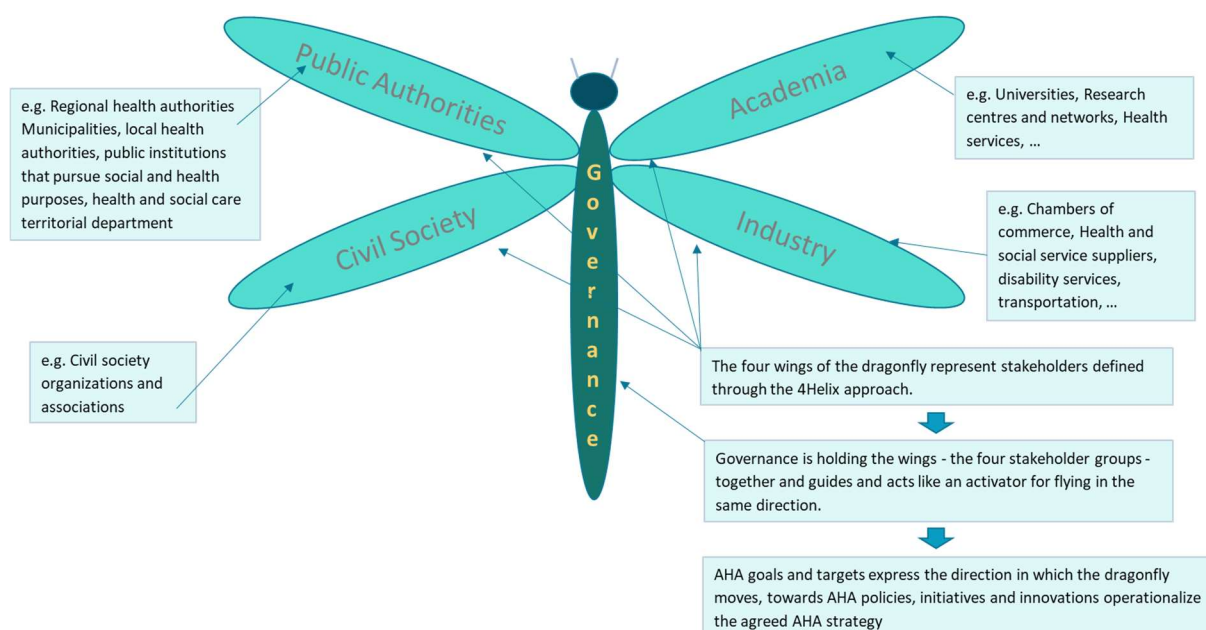 Public Authorities
Academia
e.g. Regional health authorities
Municipalities, local health
authorities, public institutions
that pursue social and health
purposes, health and social care
territorial department
e.g. Universities, Research
centres and networks, Health
services, ...
Governance
Civil Society
Industry
e.g. Chambers of
commerce, Health and
social service suppliers,
disability services,
transportation, ...
e.g. Civil society
organizations and
associations
The four wings of the dragonfly represent stakeholders defined
through the 4Helix approach.
Governance is holding the wings - the four stakeholder groups -
together and guides and acts like an activator for flying in the
same direction.
AHA goals and targets express the direction in which the dragonfly
moves, towards AHA policies, initiatives and innovations operationalize
the agreed AHA strategy